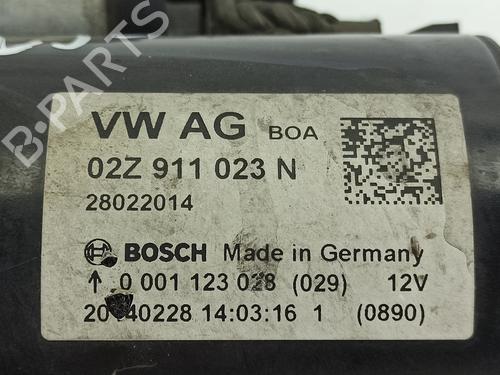 VW AG BOA
02Z 911 023 N
28022014
BOSCH Made in Germany
↑ 0 001 123 028 (029) 12V
20140228 14:03:16 1 (0890)
B-PARTS